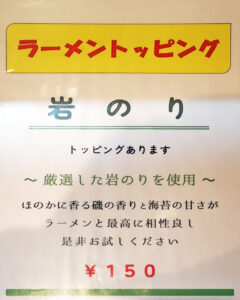 ラーメントッピング
岩のり
トッピングあります
～ 厳選した岩のりを使用 ～
ほのかに香る磯の香りと海苔の甘さが
ラーメンと最高に相性良し
是非お試しください
￥１５０